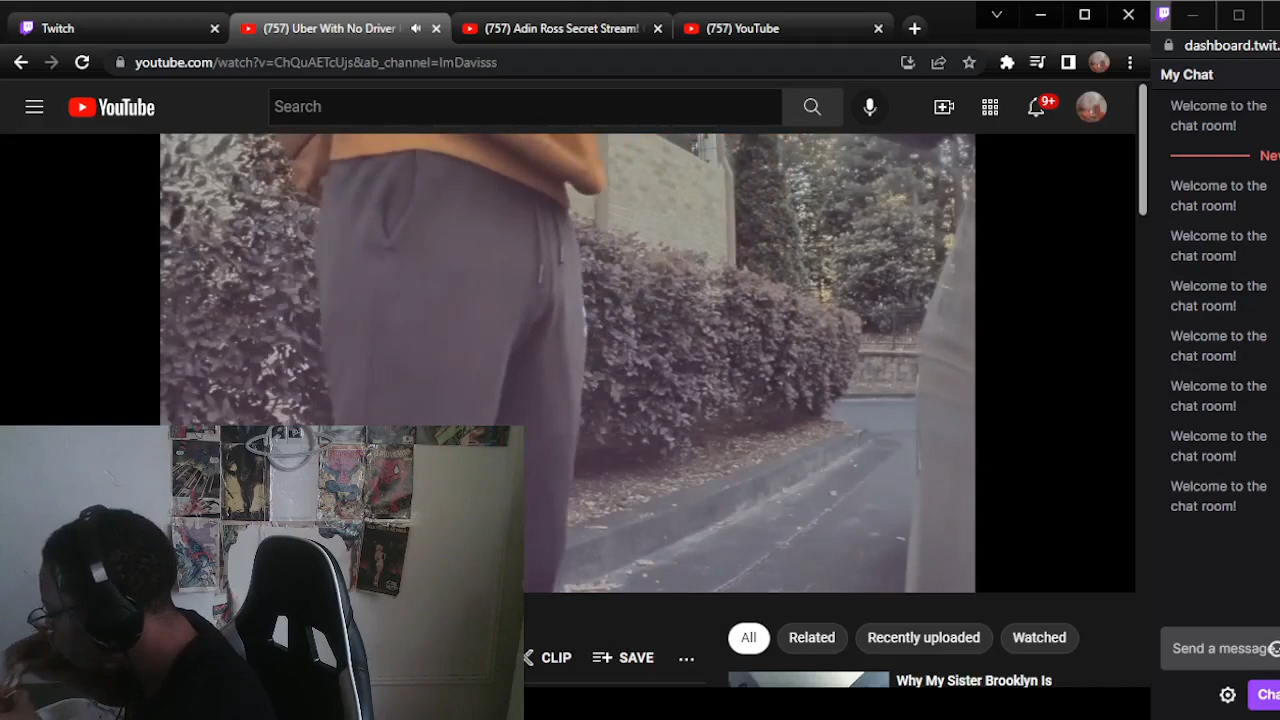 Twitch
(757) Uber With No Driver
(757) Adin Ross Secret Stream!
(757) YouTube
youtube.com/watch?v=ChQuAETcUjs&ab_channel=ImDavisss
dashboard.twit
YouTube
Search
9+
My Chat
Welcome to the
chat room!
Ne
Welcome to the
chat room!
Welcome to the
chat room!
Welcome to the
chat room!
Welcome to the
chat room!
Welcome to the
chat room!
Welcome to the
chat room!
Welcome to the
chat room!
Send a message
Cha
CLIP
SAVE
All
Related
Recently uploaded
Watched
Why My Sister Brooklyn Is